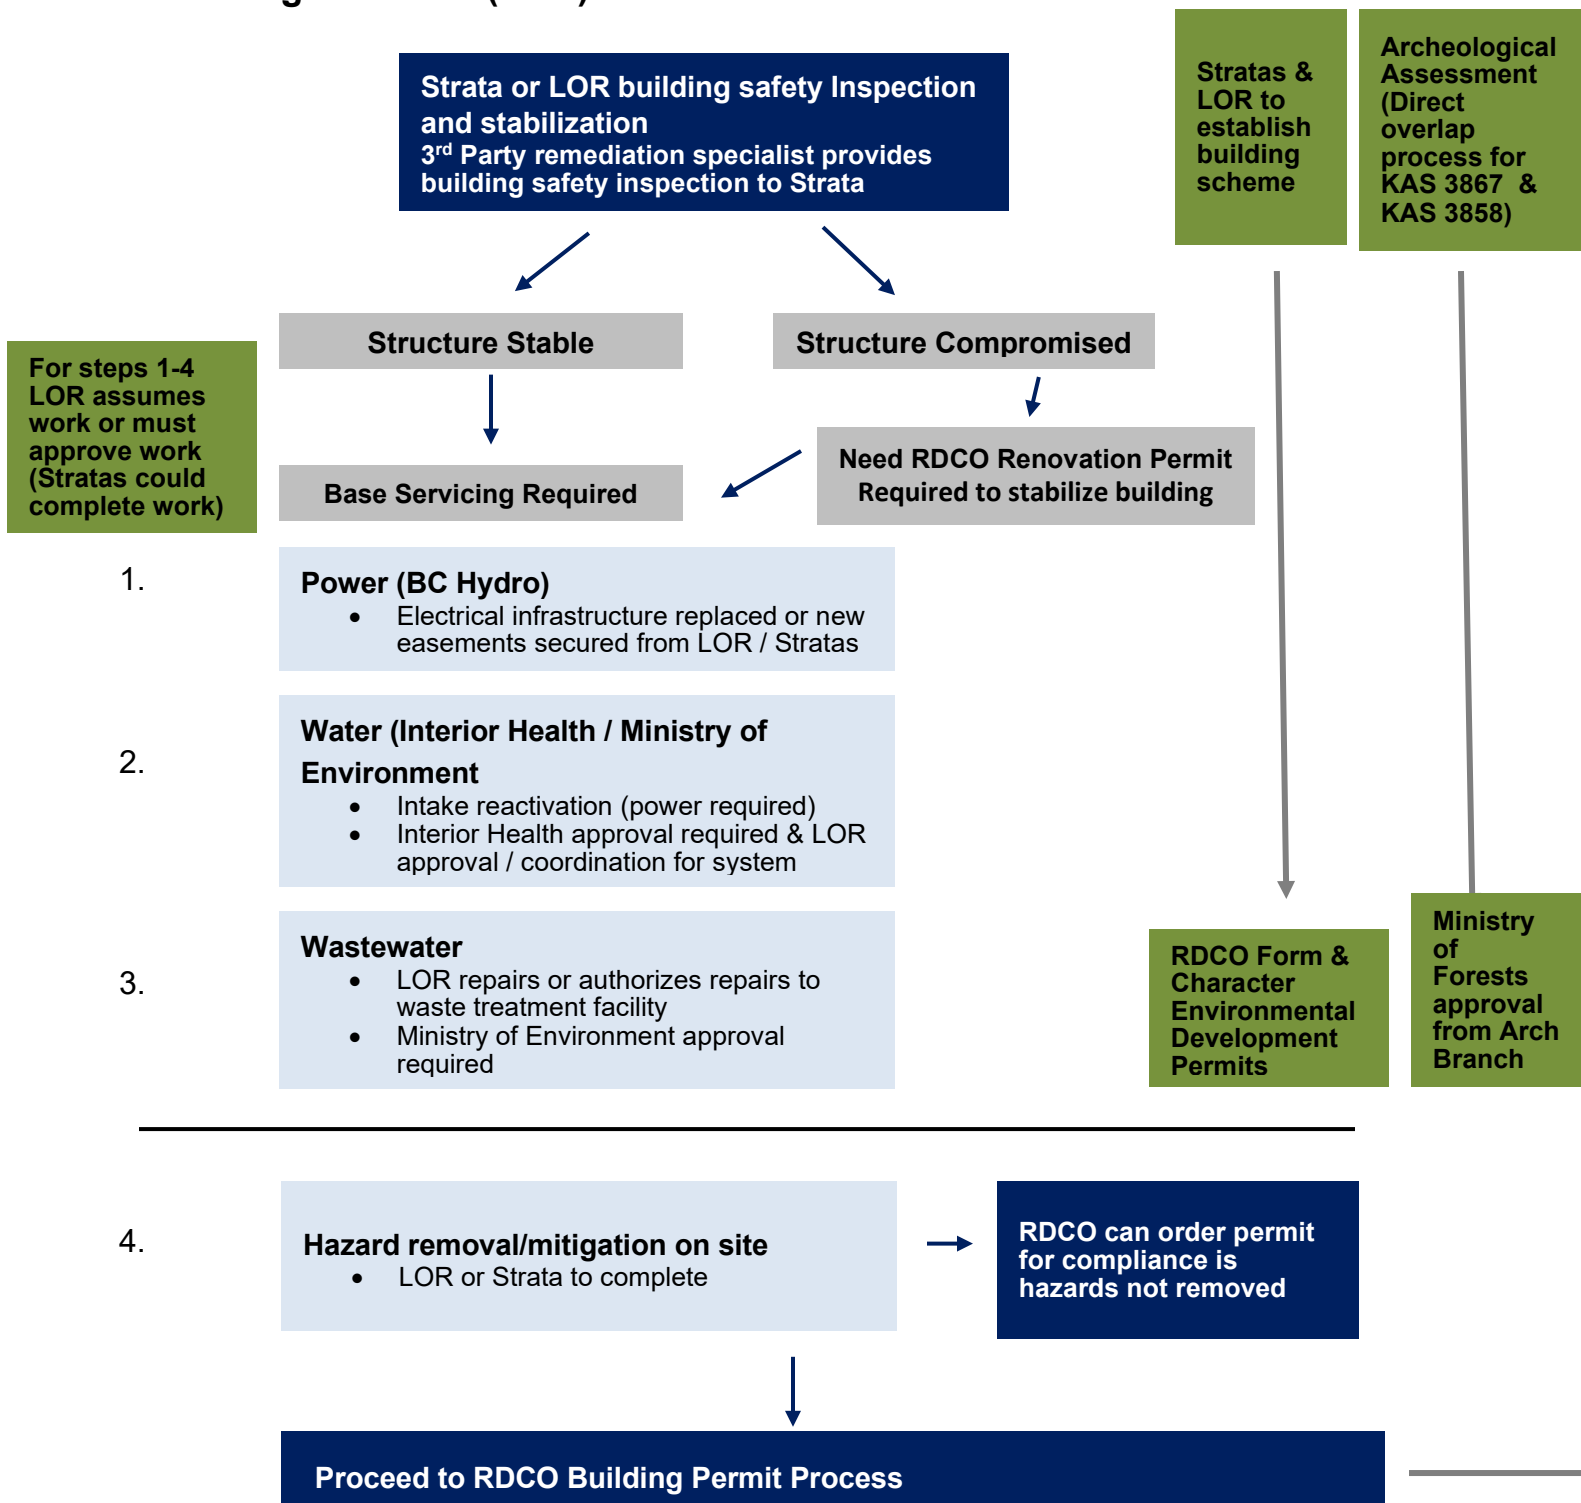 Strata or LOR building safety Inspection
and stabilization
3rd Party remediation specialist provides
building safety inspection to Strata
Stratas &
LOR to
establish
building
scheme
Archeological
Assessment
(Direct
overlap
process for
KAS 3867 &
KAS 3858)
Structure Stable
Structure Compromised
For steps 1-4
LOR assumes
work or must
approve work
(Stratas could
complete work)
Base Servicing Required
Need RDCO Renovation Permit
Required to stabilize building
1.
Power (BC Hydro)
• Electrical infrastructure replaced or new
easements secured from LOR / Stratas
2.
Water (Interior Health / Ministry of
Environment
• Intake reactivation (power required)
• Interior Health approval required & LOR
approval / coordination for system
3.
Wastewater
• LOR repairs or authorizes repairs to
waste treatment facility
• Ministry of Environment approval
required
RDCO Form &
Character
Environmental
Development
Permits
Ministry
of
Forests
approval
from Arch
Branch
4.
Hazard removal/mitigation on site
• LOR or Strata to complete
RDCO can order permit
for compliance is
hazards not removed
Proceed to RDCO Building Permit Process